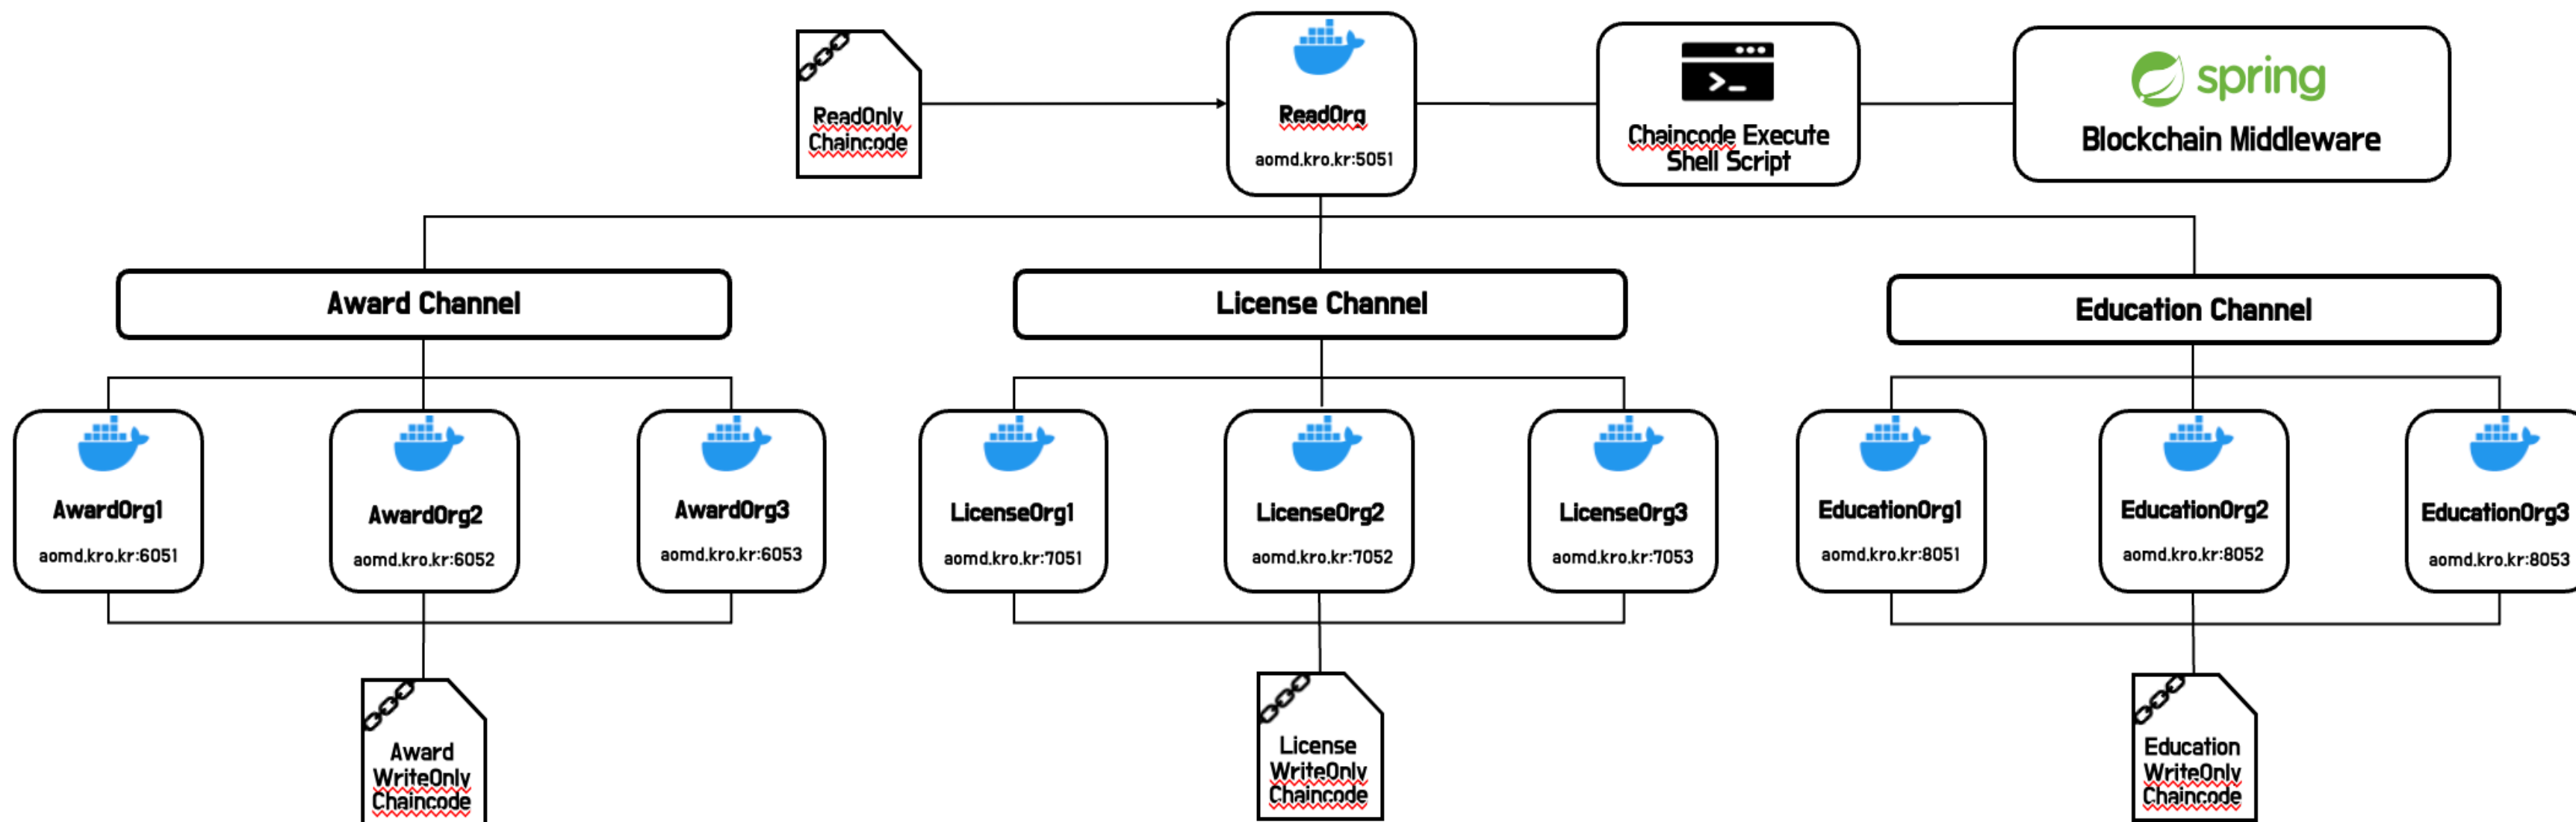 ReadOnly
Chaincode
ReadOrg
aomd.kro.kr:5051
>_
Chaincode Execute
Shell Script
spring
Blockchain Middleware
Award Channel
License Channel
Education Channel
AwardOrg1
aomd.kro.kr:6051
AwardOrg2
aomd.kro.kr:6052
AwardOrg3
aomd.kro.kr:6053
LicenseOrg1
aomd.kro.kr:7051
LicenseOrg2
aomd.kro.kr:7052
LicenseOrg3
aomd.kro.kr:7053
EducationOrg1
aomd.kro.kr:8051
EducationOrg2
aomd.kro.kr:8052
EducationOrg3
aomd.kro.kr:8053
Award
WriteOnly
Chaincode
License
WriteOnly
Chaincode
Education
WriteOnly
Chaincode